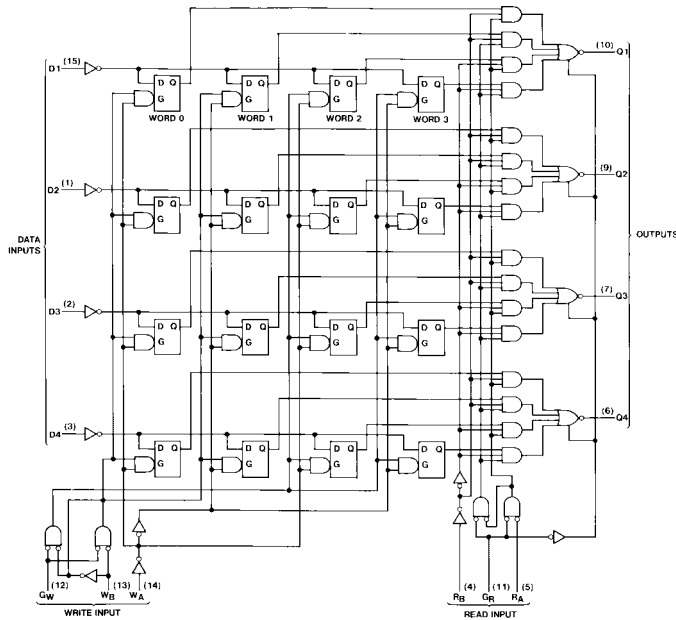 (10)
Q1
D1 (15)
D Q
D Q
D Q
D Q
G
G
G
G
WORD 0
WORD 1
WORD 2
WORD 3
(9)
Q2
D2 (1)
D Q
D Q
D Q
D Q
G
G
G
G
DATA
INPUTS
OUTPUTS
(7)
Q3
D3 (2)
D Q
D Q
D Q
D Q
G
G
G
G
(6)
Q4
D4 (3)
D Q
D Q
D Q
D Q
G
G
G
G
GW (12)
WB (13)
WA (14)
WRITE INPUT
RB (4)
GR (11)
RA (5)
READ INPUT